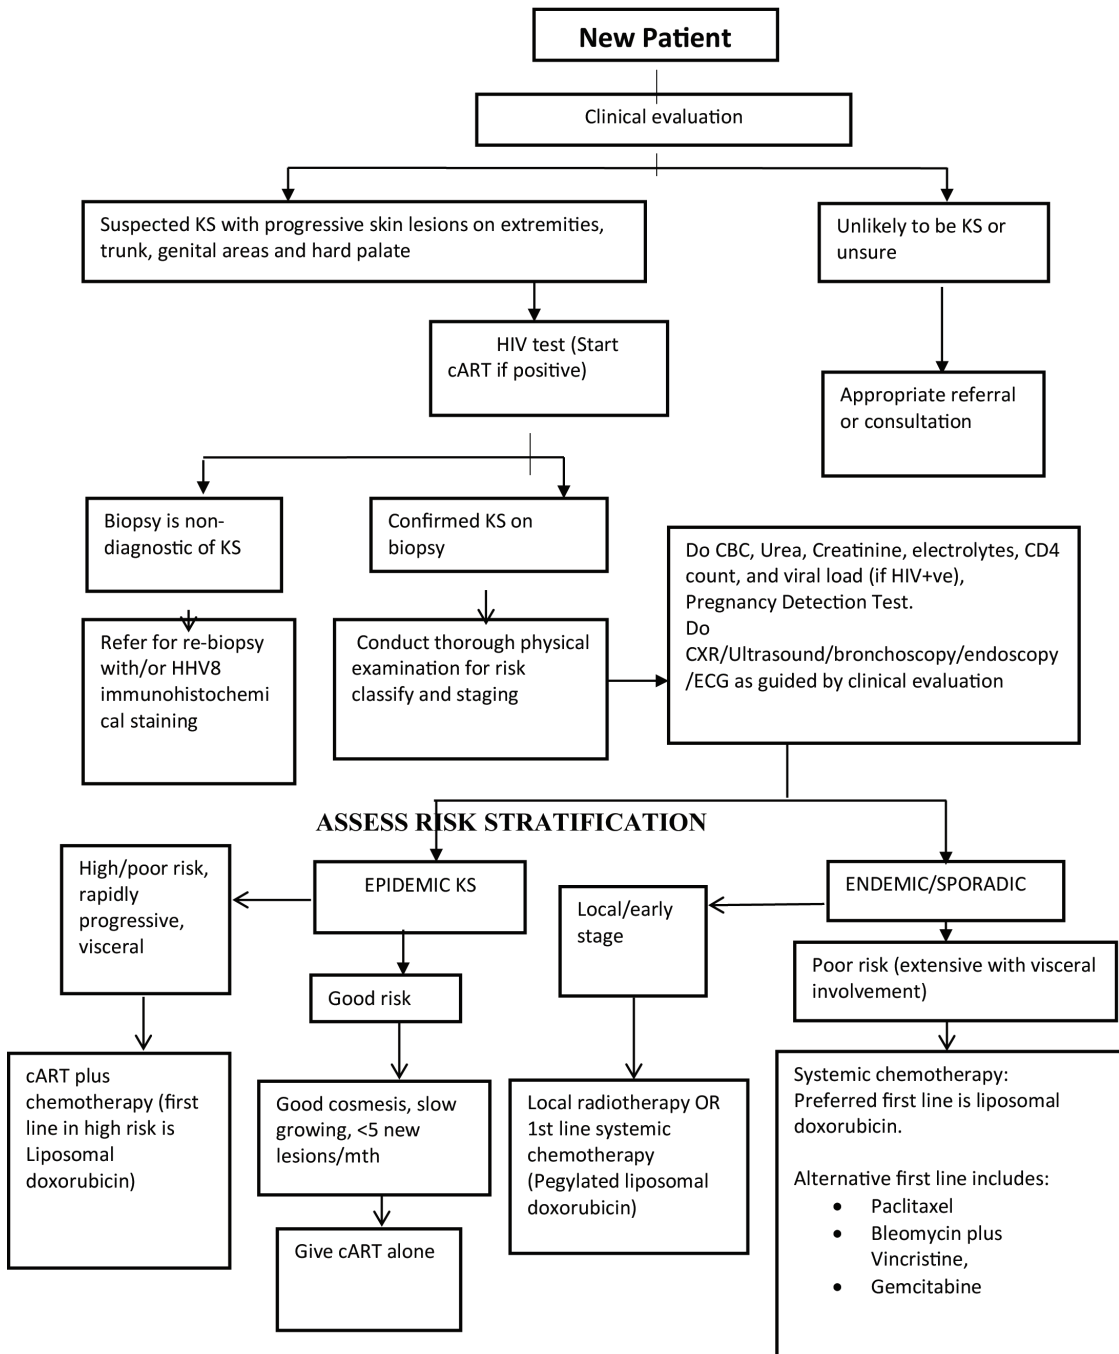 New Patient
Clinical evaluation
Suspected KS with progressive skin lesions on extremities,
trunk, genital areas and hard palate
Unlikely to be KS or
unsure
HIV test (Start
cART if positive)
Appropriate referral
or consultation
Biopsy is non-
diagnostic of KS
Confirmed KS on
biopsy
Do CBC, Urea, Creatinine, electrolytes, CD4
count, and viral load (if HIV+ve),
Pregnancy Detection Test.
Do
CXR/Ultrasound/bronchoscopy/endoscopy
/ECG as guided by clinical evaluation
Refer for re-biopsy
with/or HHV8
immunohistochemi
cal staining
Conduct thorough physical
examination for risk
classify and staging
ASSESS RISK STRATIFICATION
High/poor risk,
rapidly
progressive,
visceral
EPIDEMIC KS
Local/early
stage
ENDEMIC/SPORADIC
Good risk
Poor risk (extensive with visceral
involvement)
cART plus
chemotherapy (first
line in high risk is
Liposomal
doxorubicin)
Good cosmesis, slow
growing, <5 new
lesions/mth
Give cART alone
Local radiotherapy OR
1st line systemic
chemotherapy
(Pegylated liposomal
doxorubicin)
Systemic chemotherapy:
Preferred first line is liposomal
doxorubicin.
Alternative first line includes:
• Paclitaxel
• Bleomycin plus
Vincristine,
• Gemcitabine